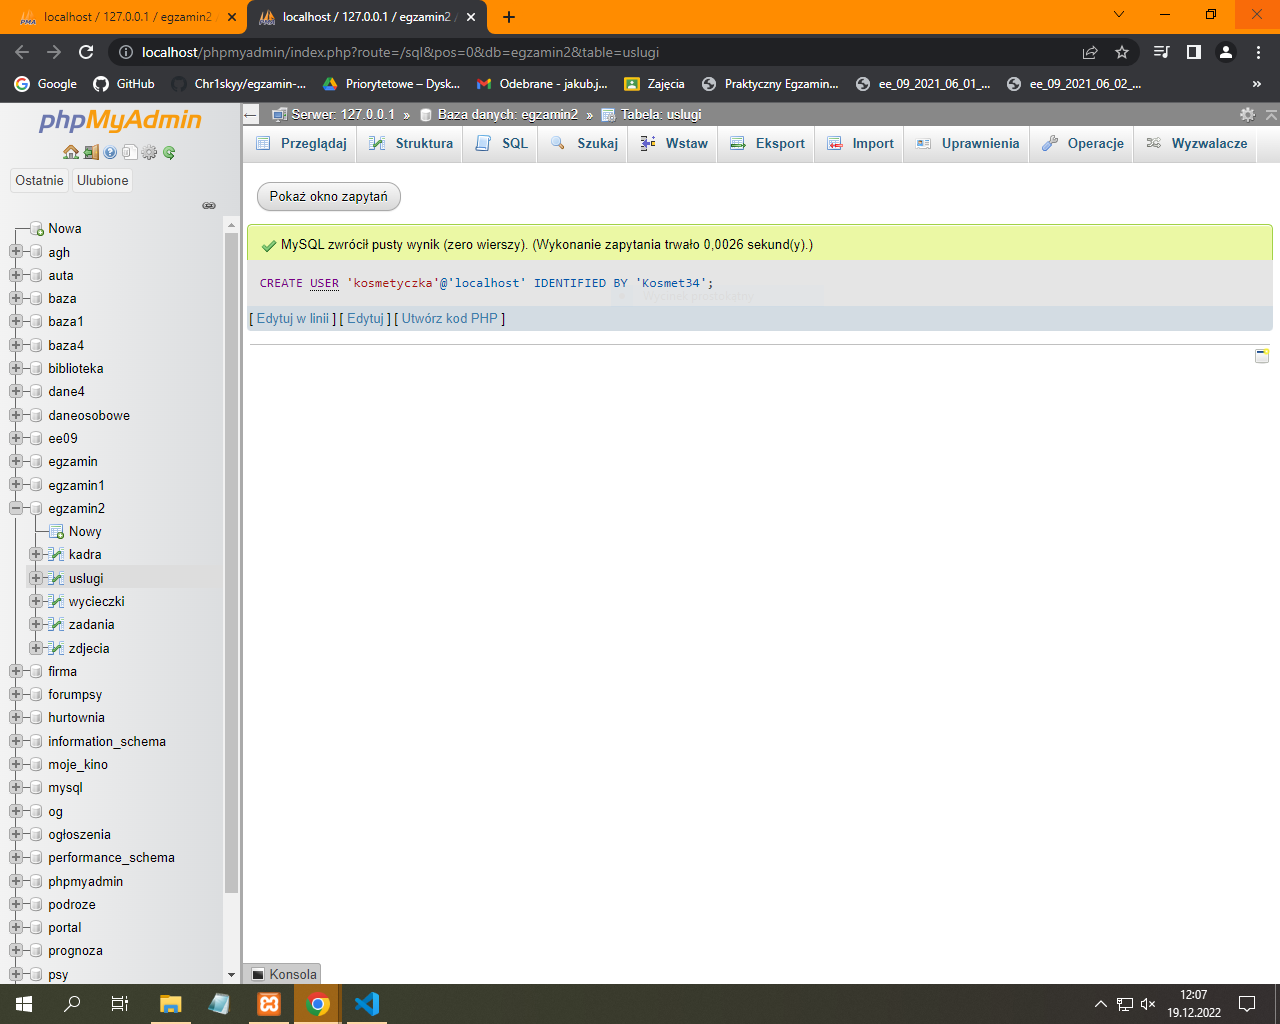 localhost / 127.0.0.1 / egzamin2 /
localhost / 127.0.0.1 / egzamin2 /
localhost/phpmyadmin/index.php?route=/sql&pos=0&db=egzamin2&table=uslugi
Google
GitHub
Chr1skyy/egzamin-...
Priorytetowe – Dysk...
Odebrane - jakub.j...
Zajęcia
Praktyczny Egzamin...
ee_09_2021_06_01_...
ee_09_2021_06_02_...
»
phpMyAdmin
Ostatnie
Ulubione
Nowa
agh
auta
baza
baza1
baza4
biblioteka
dane4
daneosobowe
ee09
egzamin
egzamin1
egzamin2
Nowy
kadra
uslugi
wycieczki
zadania
zdjecia
firma
forumpsy
hurtownia
information_schema
moje_kino
mysql
og
ogłoszenia
performance_schema
phpmyadmin
podroze
portal
prognoza
psy
Serwer: 127.0.0.1 » Baza danych: egzamin2 » Tabela: uslugi
Przeglądaj
Struktura
SQL
Szukaj
Wstaw
Eksport
Import
Uprawnienia
Operacje
Wyzwalacze
Pokaż okno zapytań
MySQL zwrócił pusty wynik (zero wierszy). (Wykonanie zapytania trwało 0,0026 sekund(y).)
CREATE USER 'kosmetyczka'@'localhost' IDENTIFIED BY 'Kosmet34';
[ Edytuj w linii ] [ Edytuj ] [ Utwórz kod PHP ]
Konsola
12:07
19.12.2022